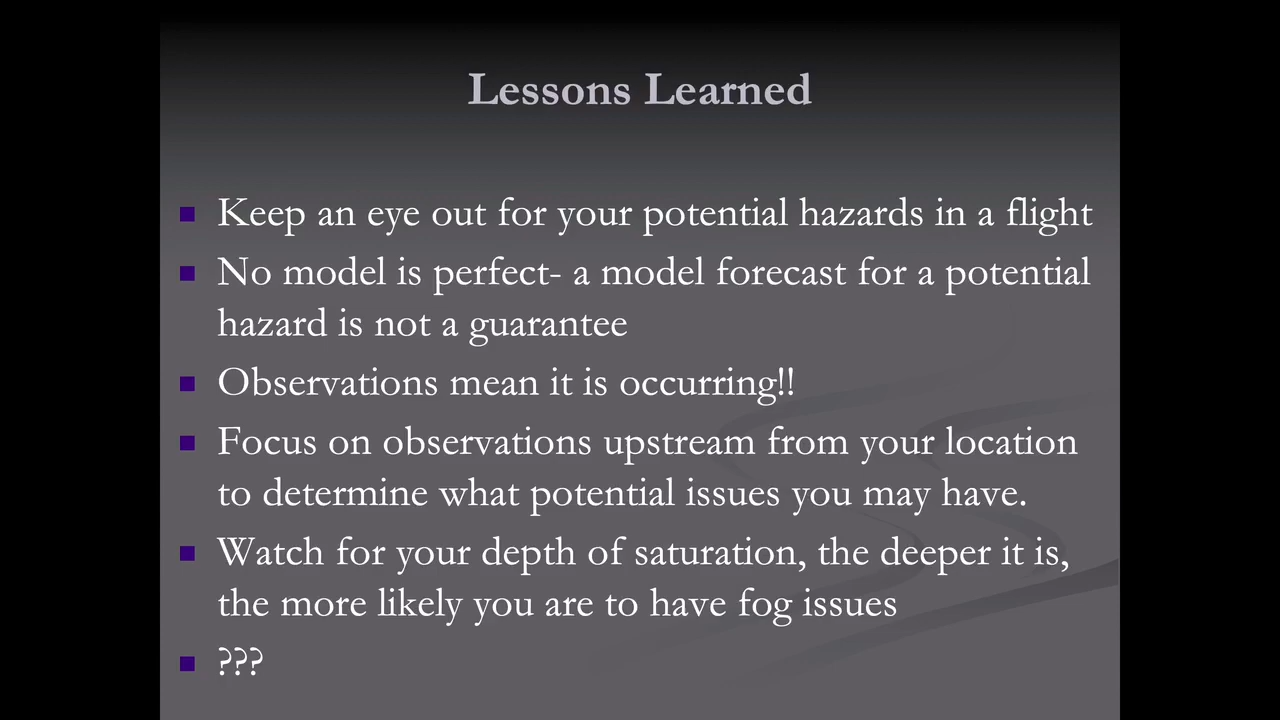 Lessons Learned
Keep an eye out for your potential hazards in a flight
No model is perfect- a model forecast for a potential
hazard is not a guarantee
Observations mean it is occurring!!
Focus on observations upstream from your location
to determine what potential issues you may have.
Watch for your depth of saturation, the deeper it is,
the more likely you are to have fog issues
???